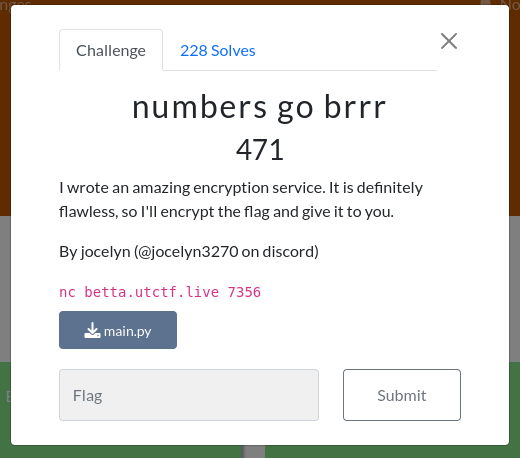 Challenge
228 Solves
numbers go brrr
471
I wrote an amazing encryption service. It is definitely
flawless, so I'll encrypt the flag and give it to you.
By jocelyn (@jocelyn3270 on discord)
nc betta.utctf.live 7356
main.py
Flag
Submit